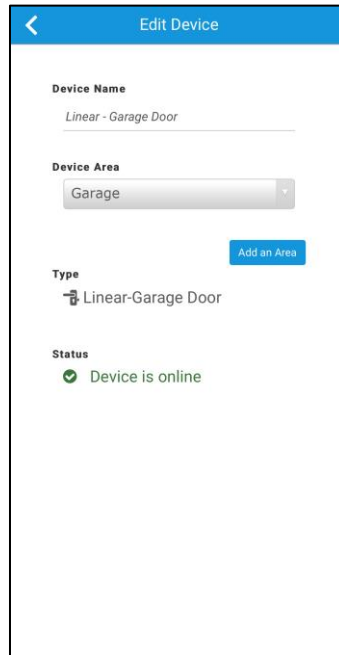 Edit Device
Device Name
Linear - Garage Door
Device Area
Garage
Add an Area
Type
Linear-Garage Door
Status
Device is online